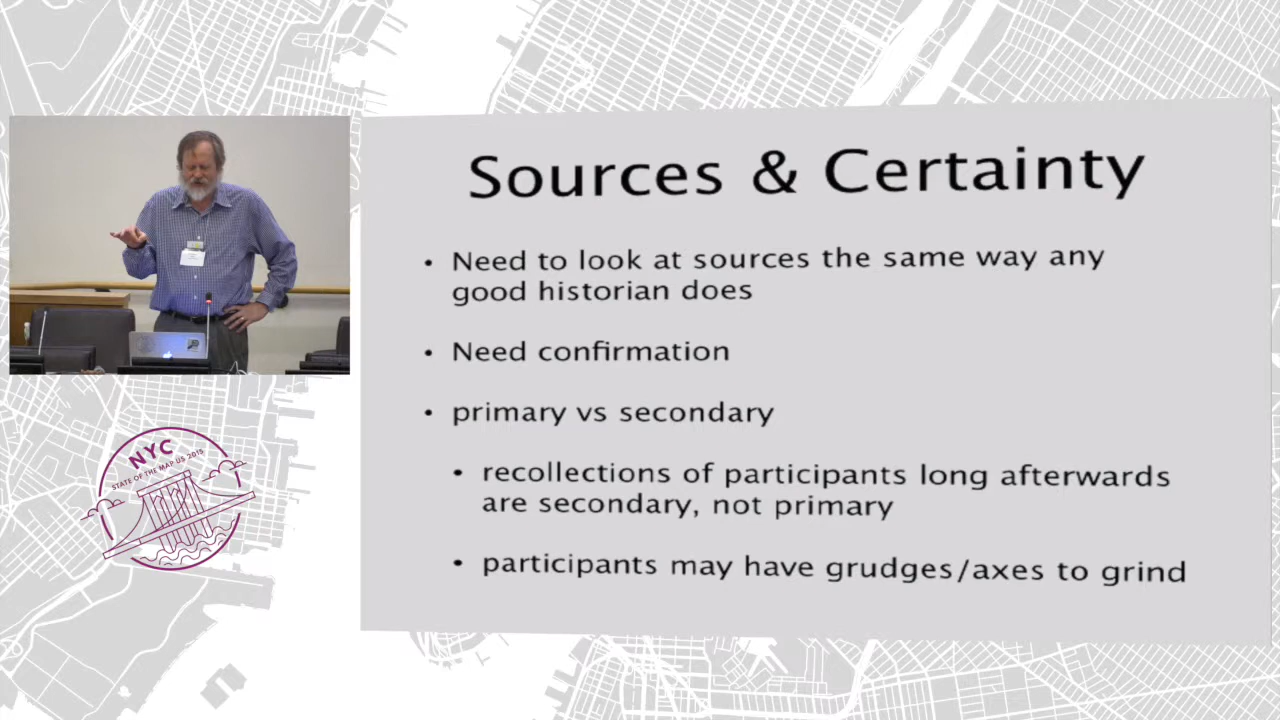 Sources & Certainty
• Need to look at sources the same way any
good historian does
• Need confirmation
• primary vs secondary
• recollections of participants long afterwards
are secondary, not primary
• participants may have grudges/axes to grind
NYC
STATE OF THE MAP US 2015